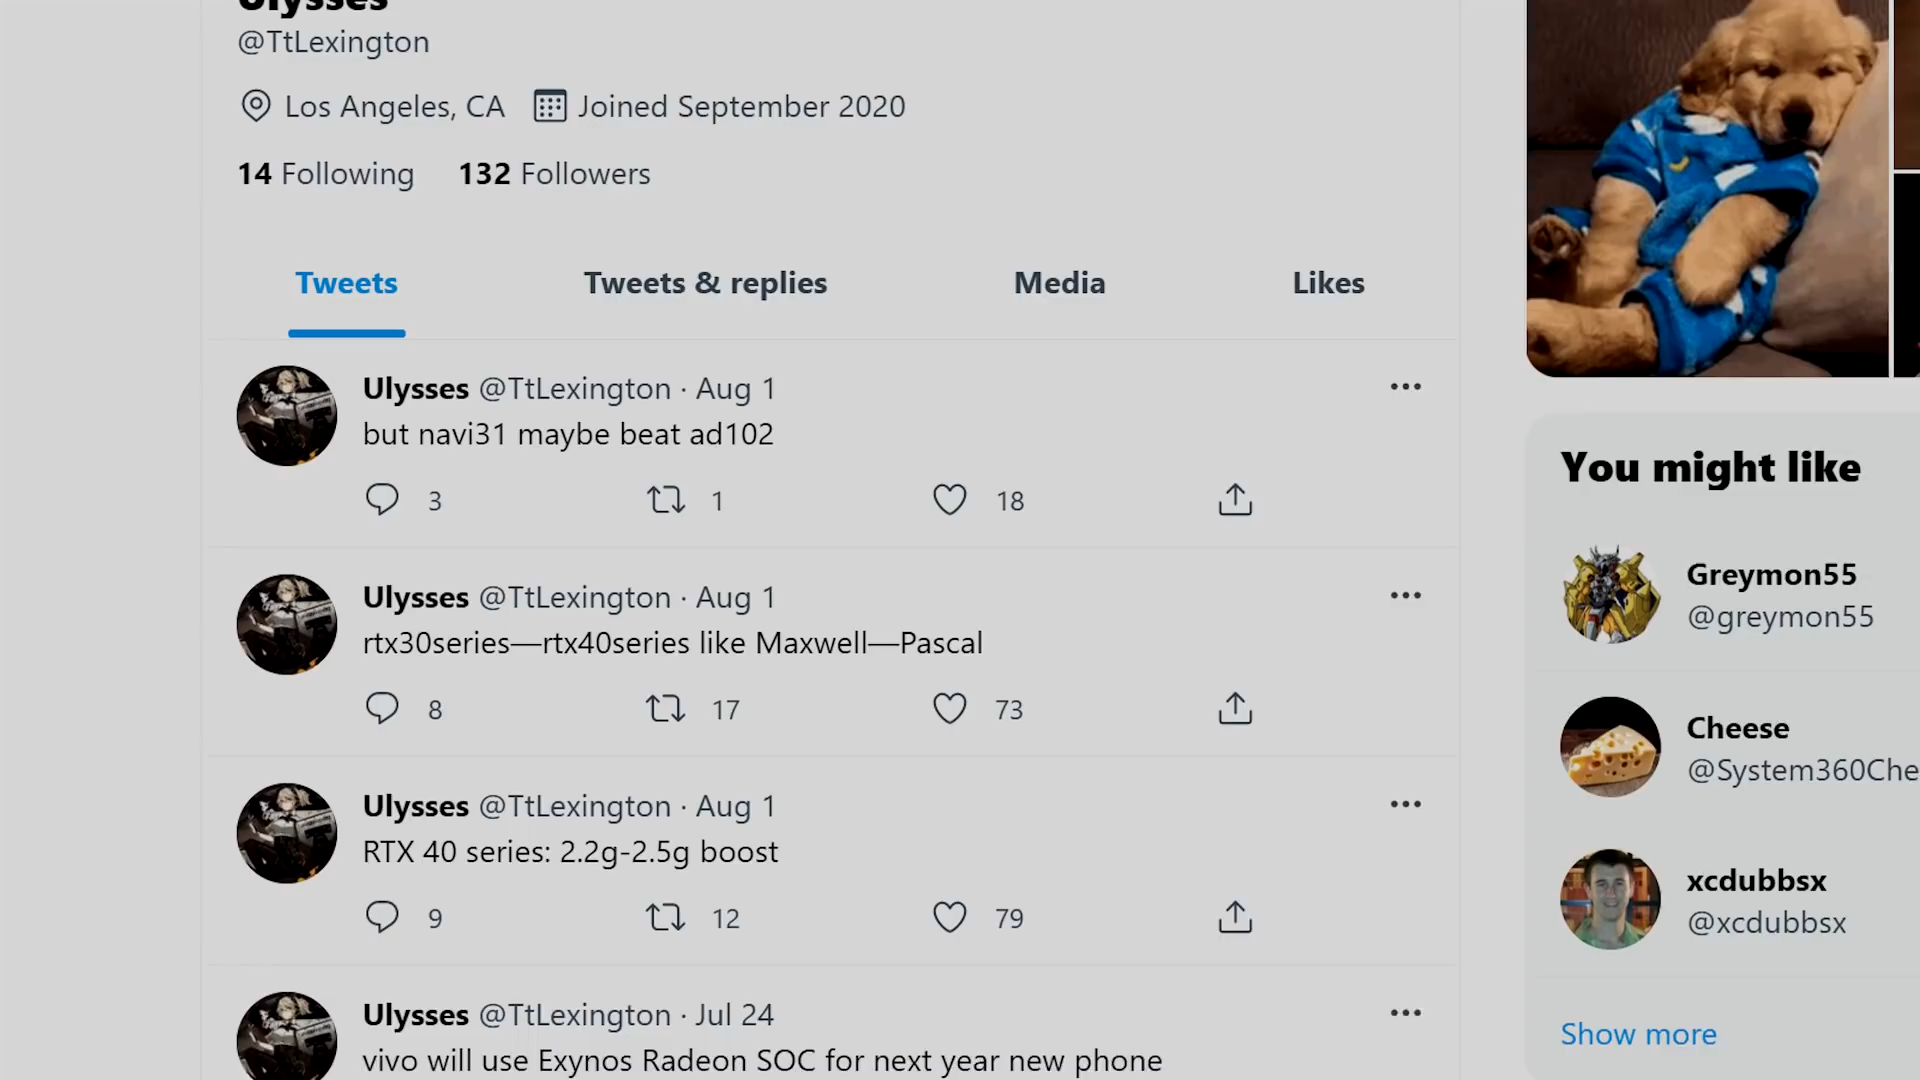 Ulysses
@TtLexington
Los Angeles, CA Joined September 2020
14 Following 132 Followers
Tweets Tweets & replies Media Likes
Ulysses @TtLexington · Aug 1
but navi31 maybe beat ad102
3 1 18
Ulysses @TtLexington · Aug 1
rtx30series—rtx40series like Maxwell—Pascal
8 17 73
Ulysses @TtLexington · Aug 1
RTX 40 series: 2.2g-2.5g boost
9 12 79
Ulysses @TtLexington · Jul 24
vivo will use Exynos Radeon SOC for next year new phone
You might like
Greymon55
@greymon55
Cheese
@System360Che
xcdubbsx
@xcdubbsx
Show more